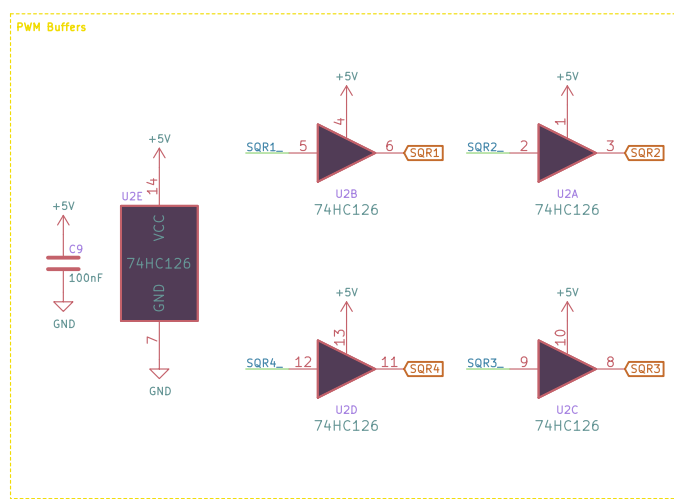 PWM Buffers
+5V
4
SQR1_ 5 6 SQR1
U2B
74HC126
+5V
1
SQR2_ 2 3 SQR2
U2A
74HC126
+5V
14
U2E
VCC
74HC126
GND
7
GND
+5V
C9
100nF
GND
+5V
13
SQR4_ 12 11 SQR4
U2D
74HC126
+5V
10
SQR3_ 9 8 SQR3
U2C
74HC126